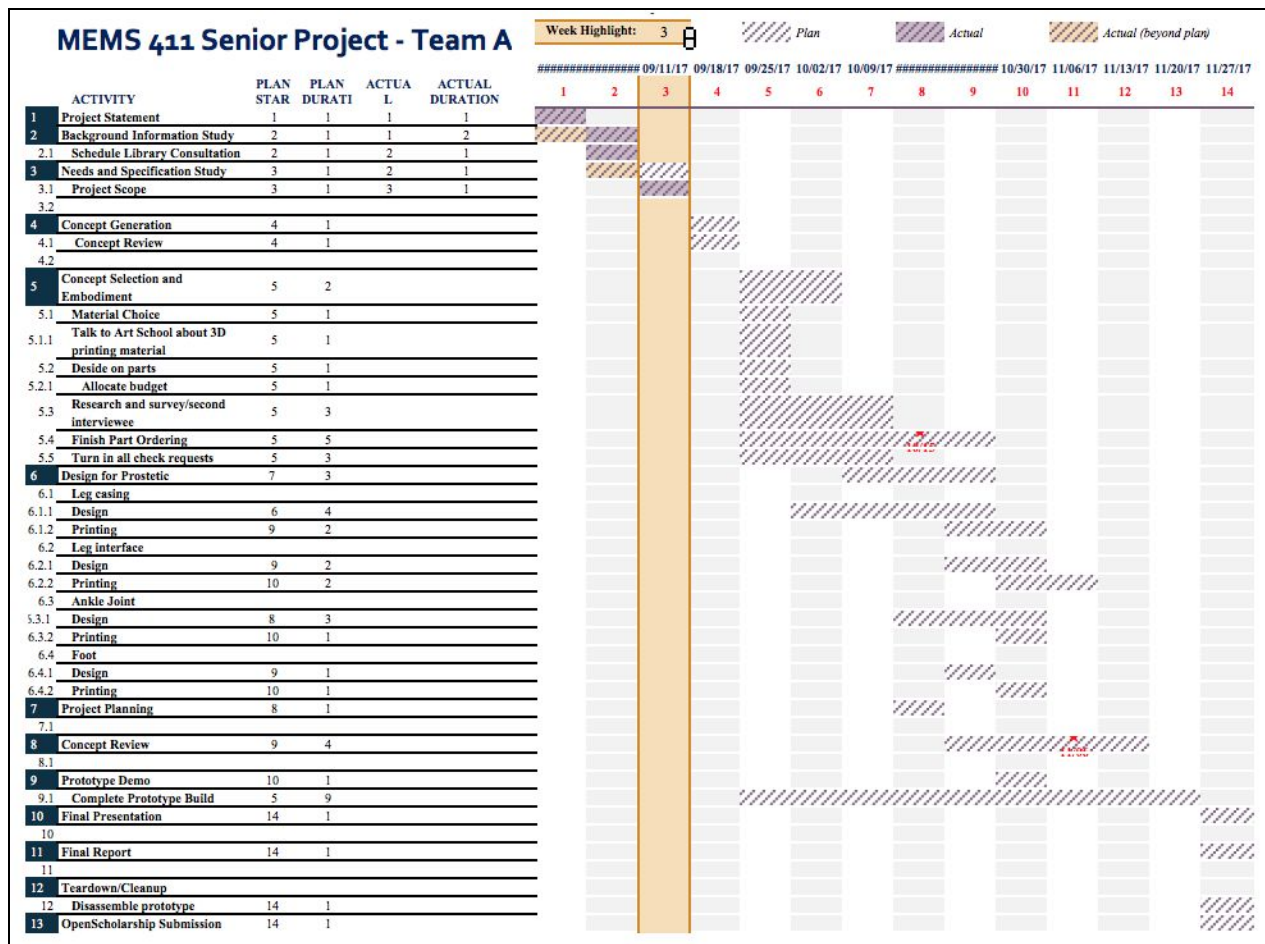 Week Highlight: 3
Plan
Actual
Actual (beyond plan)
MEMS 411 Senior Project - Team A
################ 09/11/17 09/18/17 09/25/17 10/02/17 10/09/17 ################ 10/30/17 11/06/17 11/13/17 11/20/17 11/27/17
ACTIVITY PLAN STAR PLAN DURATI ACTUA L ACTUAL DURATION 1 2 3 4 5 6 7 8 9 10 11 12 13 14
1 Project Statement 1 1 1 1
2 Background Information Study 2 1 1 2
2.1 Schedule Library Consultation 2 1 2 1
3 Needs and Specification Study 3 1 2 1
3.1 Project Scope 3 1 3 1
3.2
4 Concept Generation 4 1
4.1 Concept Review 4 1
4.2
5 Concept Selection and
Embodiment 5 2
5.1 Material Choice 5 1
5.1.1 Talk to Art School about 3D
printing material 5 1
5.2 Deside on parts 5 1
5.2.1 Allocate budget 5 1
5.3 Research and survey/second
interviewee 5 3
5.4 Finish Part Ordering 5 5
5.5 Turn in all check requests 5 3
6 Design for Prostetic 7 3
6.1 Leg casing
6.1.1 Design 6 4
6.1.2 Printing 9 2
6.2 Leg interface
6.2.1 Design 9 2
6.2.2 Printing 10 2
6.3 Ankle Joint
5.3.1 Design 8 3
6.3.2 Printing 10 1
6.4 Foot
6.4.1 Design 9 1
6.4.2 Printing 10 1
7 Project Planning 8 1
7.1
8 Concept Review 9 4
8.1
9 Prototype Demo 10 1
9.1 Complete Prototype Build 5 9
10 Final Presentation 14 1
10
11 Final Report 14 1
11
12 Teardown/Cleanup
12 Disassemble prototype 14 1
13 OpenScholarship Submission 14 1